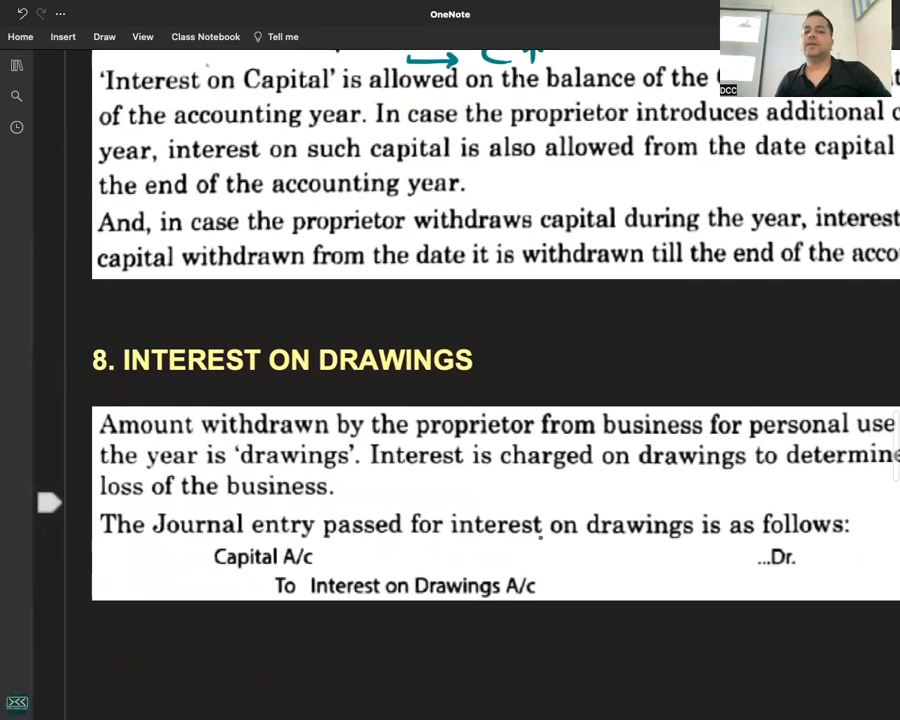 OneNote
Home Insert Draw View Class Notebook Tell me
DCC
'Interest on Capital' is allowed on the balance of the
of the accounting year. In case the proprietor introduces additional
year, interest on such capital is also allowed from the date capital
the end of the accounting year.
And, in case the proprietor withdraws capital during the year, interest
capital withdrawn from the date it is withdrawn till the end of the
8. INTEREST ON DRAWINGS
Amount withdrawn by the proprietor from business for personal use
the year is 'drawings'. Interest is charged on drawings to
loss of the business.
The Journal entry passed for interest on drawings is as follows:
Capital A/c ...Dr.
To Interest on Drawings A/c